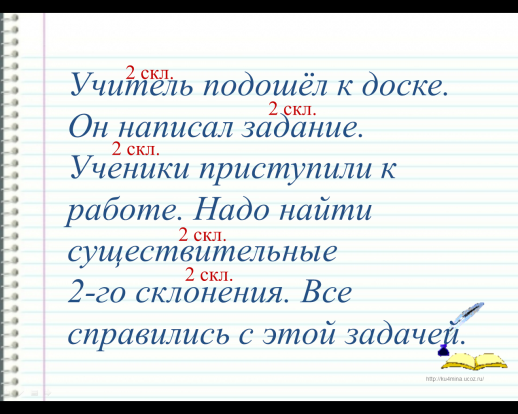 2 скл.
Учитель подошёл к доске.
2 скл.
Он написал задание.
2 скл.
Ученики приступили к
работе. Надо найти
2 скл.
существительные
2 скл.
2-го склонения. Все
справились с этой задачей.
http://ku4mina.ucoz.ru/